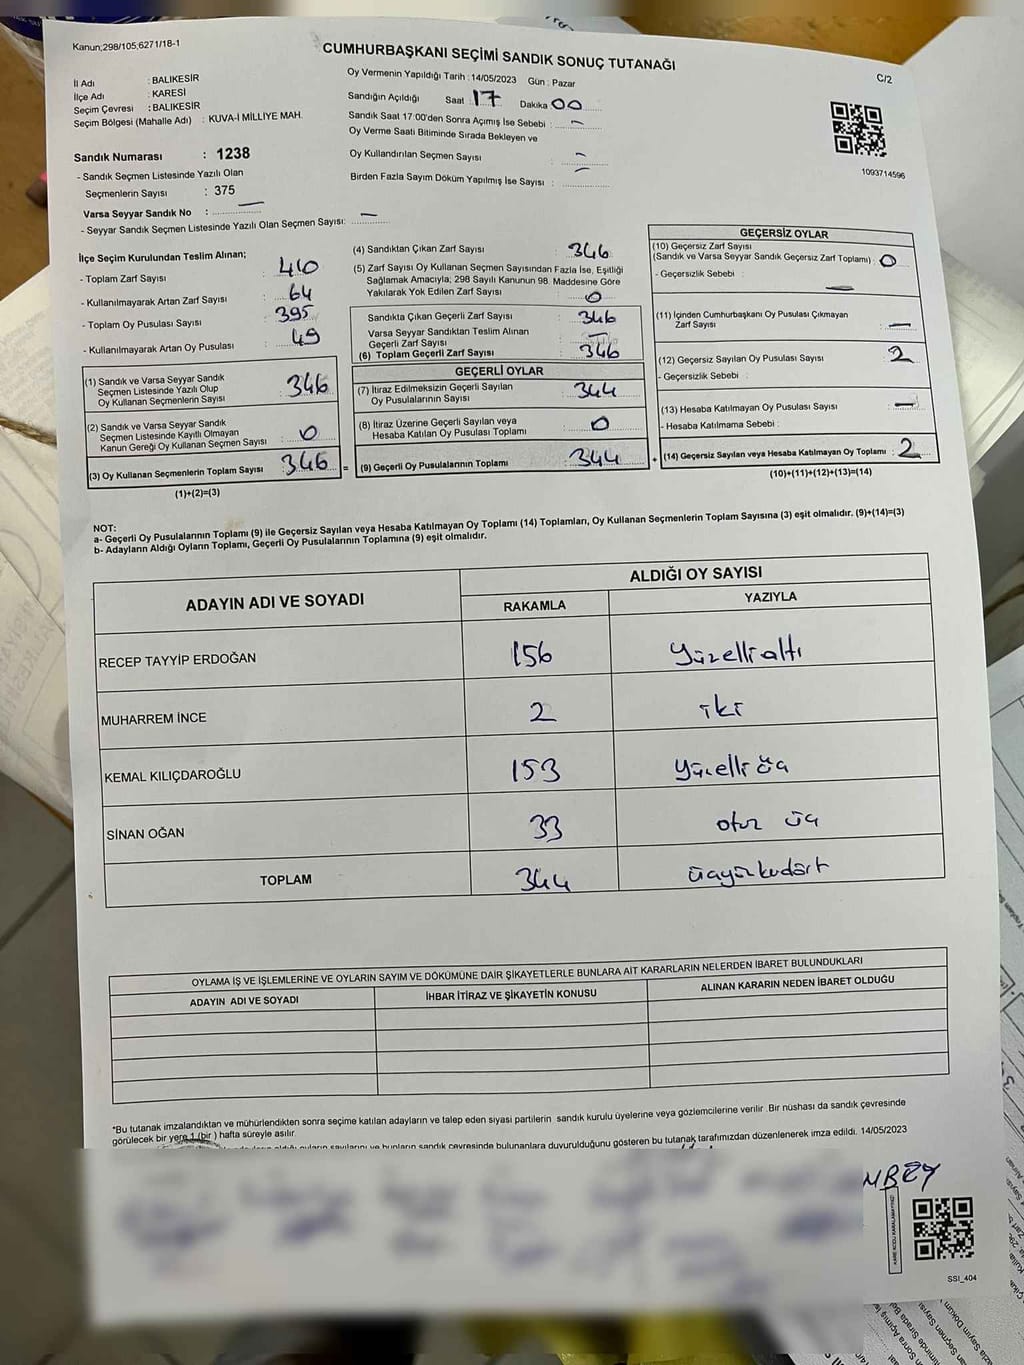 Kanun;298/105;6271/18-1
CUMHURBAŞKANI SEÇİMİ SANDIK SONUÇ TUTANAĞI
C/2
İl Adı : BALIKESİR
İlçe Adı : KARESİ
Seçim Çevresi : BALIKESİR
Seçim Bölgesi (Mahalle Adı) : KUVA-İ MİLLİYE MAH.
Oy Vermenin Yapıldığı Tarih : 14/05/2023 Gün : Pazar
Sandığın Açıldığı Saat 17 Dakika 00
Sandık Saat 17:00'den Sonra Açımış İse Sebebi : –
Oy Verme Saati Bitiminde Sırada Bekleyen ve
Oy Kullandırılan Seçmen Sayısı : –
Birden Fazla Sayım Döküm Yapılmış İse Sayısı : –
1093714596
Sandık Numarası : 1238
- Sandık Seçmen Listesinde Yazılı Olan
Seçmenlerin Sayısı : 375
Varsa Seyyar Sandık No : –
- Seyyar Sandık Seçmen Listesinde Yazılı Olan Seçmen Sayısı: –
İlçe Seçim Kurulundan Teslim Alınan;
- Toplam Zarf Sayısı : 410
- Kullanılmayarak Artan Zarf Sayısı : 64
- Toplam Oy Pusulası Sayısı : 395
- Kullanılmayarak Artan Oy Pusulası : 49
(1) Sandık ve Varsa Seyyar Sandık
Seçmen Listesinde Yazılı Olup
Oy Kullanan Seçmenlerin Sayısı : 346
(2) Sandık ve Varsa Seyyar Sandık
Seçmen Listesinde Kayıtlı Olmayan
Kanun Gereği Oy Kullanan Seçmen Sayısı : 0
(3) Oy Kullanan Seçmenlerin Toplam Sayısı : 346 =
(1)+(2)=(3)
(4) Sandıktan Çıkan Zarf Sayısı : 346
(5) Zarf Sayısı Oy Kullanan Seçmen Sayısından Fazla İse, Eşitliği
Sağlamak Amacıyla; 298 Sayılı Kanunun 98. Maddesine Göre
Yakılarak Yok Edilen Zarf Sayısı : 0
Sandıkta Çıkan Geçerli Zarf Sayısı : 346
Varsa Seyyar Sandıktan Teslim Alınan
Geçerli Zarf Sayısı : –
(6) Toplam Geçerli Zarf Sayısı : 346
GEÇERLİ OYLAR
(7) İtiraz Edilmeksizin Geçerli Sayılan
Oy Pusulalarının Sayısı : 344
(8) İtiraz Üzerine Geçerli Sayılan veya
Hesaba Katılan Oy Pusulası Toplamı : 0
(9) Geçerli Oy Pusulalarının Toplamı : 344 +
GEÇERSİZ OYLAR
(10) Geçersiz Zarf Sayısı
(Sandık ve Varsa Seyyar Sandık Geçersiz Zarf Toplamı) : 0
- Geçersizlik Sebebi : –
(11) İçinden Cumhurbaşkanı Oy Pusulası Çıkmayan
Zarf Sayısı : –
(12) Geçersiz Sayılan Oy Pusulası Sayısı : 2
- Geçersizlik Sebebi :
(13) Hesaba Katılmayan Oy Pusulası Sayısı : –
- Hesaba Katılmama Sebebi :
(14) Geçersiz Sayılan veya Hesaba Katılmayan Oy Toplamı : 2
(10)+(11)+(12)+(13)=(14)
NOT:
a- Geçerli Oy Pusulalarının Toplamı (9) ile Geçersiz Sayılan veya Hesaba Katılmayan Oy Toplamı (14) Toplamları, Oy Kullanan Seçmenlerin Toplam Sayısına (3) eşit olmalıdır. (9)+(14)=(3)
b- Adayların Aldığı Oyların Toplamı, Geçerli Oy Pusulalarının Toplamına (9) eşit olmalıdır.
ADAYIN ADI VE SOYADI
ALDIĞI OY SAYISI
RAKAMLA YAZIYLA
RECEP TAYYİP ERDOĞAN 156 Yüzelli altı
MUHARREM İNCE 2 iki
KEMAL KILIÇDAROĞLU 153 Yüzelli üç
SİNAN OĞAN 33 otuz üç
TOPLAM 344 üçyüzkırkdört
OYLAMA İŞ VE İŞLEMLERİNE VE OYLARIN SAYIM VE DÖKÜMÜNE DAİR ŞİKAYETLERLE BUNLARA AİT KARARLARIN NELERDEN İBARET BULUNDUKLARI
ADAYIN ADI VE SOYADI İHBAR İTİRAZ VE ŞİKAYETİN KONUSU ALINAN KARARIN NEDEN İBARET OLDUĞU
*Bu tutanak imzalandıktan ve mühürlendikten sonra seçime katılan adayların ve talep eden siyasi partilerin sandık kurulu üyelerine veya gözlemcilerine verilir .Bir nüshası da sandık çevresinde
görülecek bir yere 1 (bir ) hafta süreyle asılır.
aldığı oyların sayılarını ve bunların sandık çevresinde bulunanlara duyurulduğunu gösteren bu tutanak tarafımızdan düzenlenerek imza edildi. 14/05/2023
MBEY
SSI_404